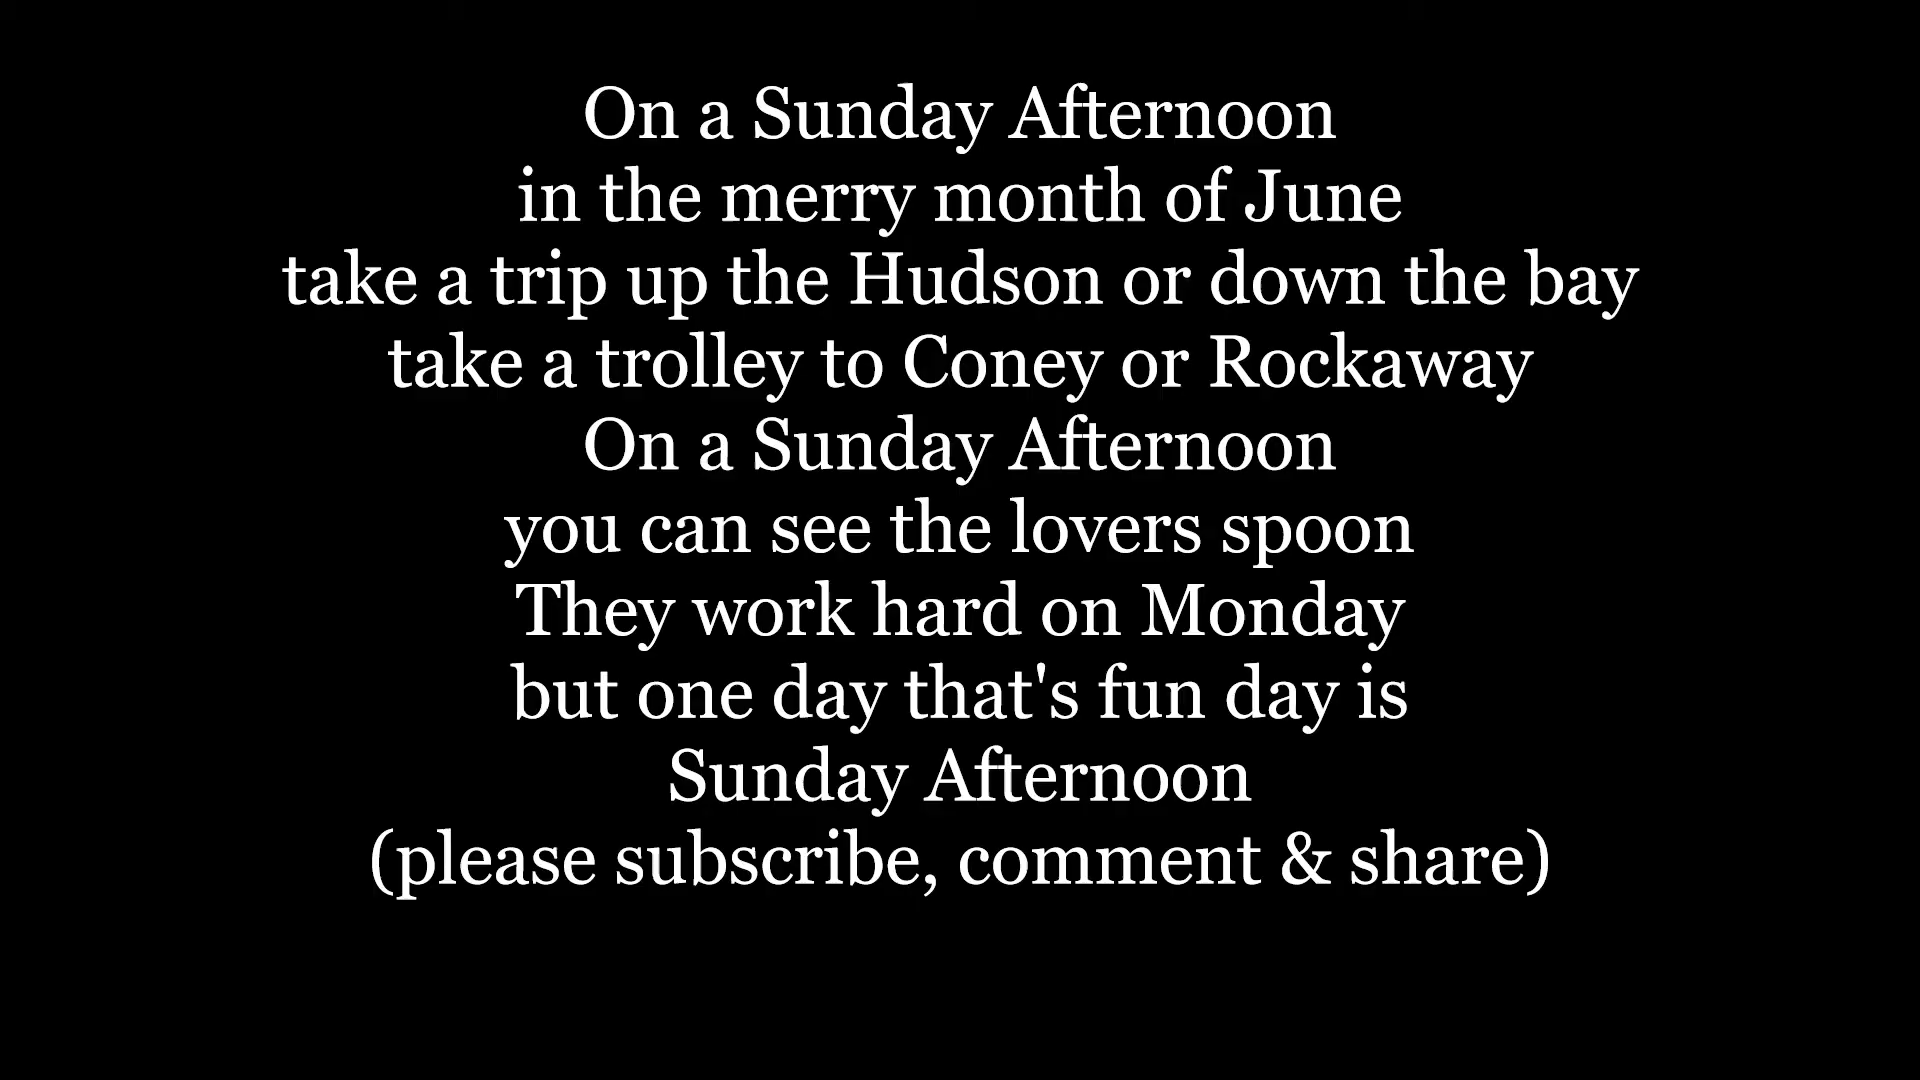 On a Sunday Afternoon
in the merry month of June
take a trip up the Hudson or down the bay
take a trolley to Coney or Rockaway
On a Sunday Afternoon
you can see the lovers spoon
They work hard on Monday
but one day that's fun day is
Sunday Afternoon
(please subscribe, comment & share)